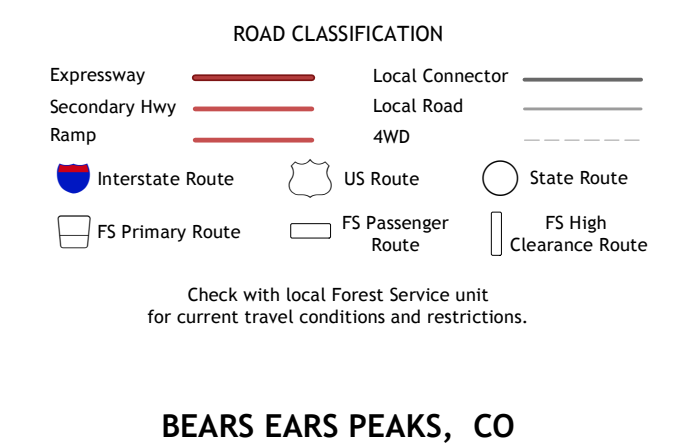 ROAD CLASSIFICATION
Expressway
Local Connector
Secondary Hwy
Local Road
Ramp
4WD
Interstate Route
US Route
State Route
FS Primary Route
FS Passenger
Route
FS High
Clearance Route
Check with local Forest Service unit
for current travel conditions and restrictions.
BEARS EARS PEAKS, CO